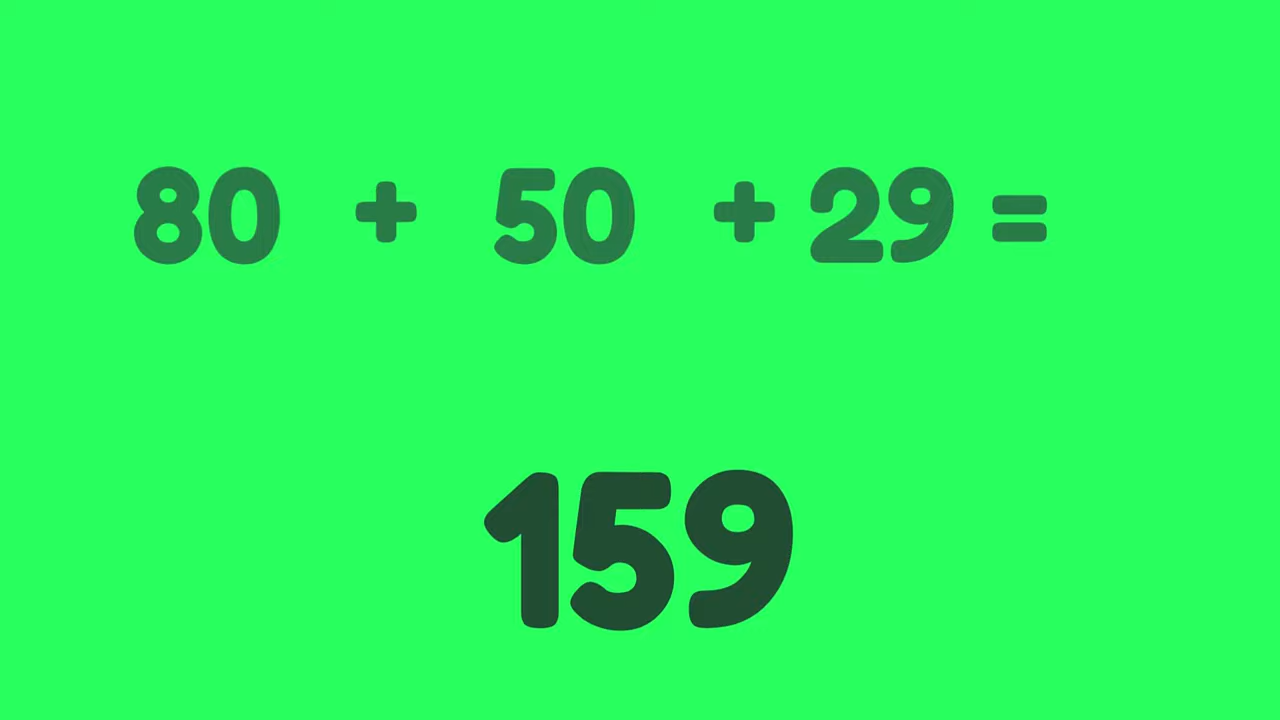 80 + 50 + 29 =
159